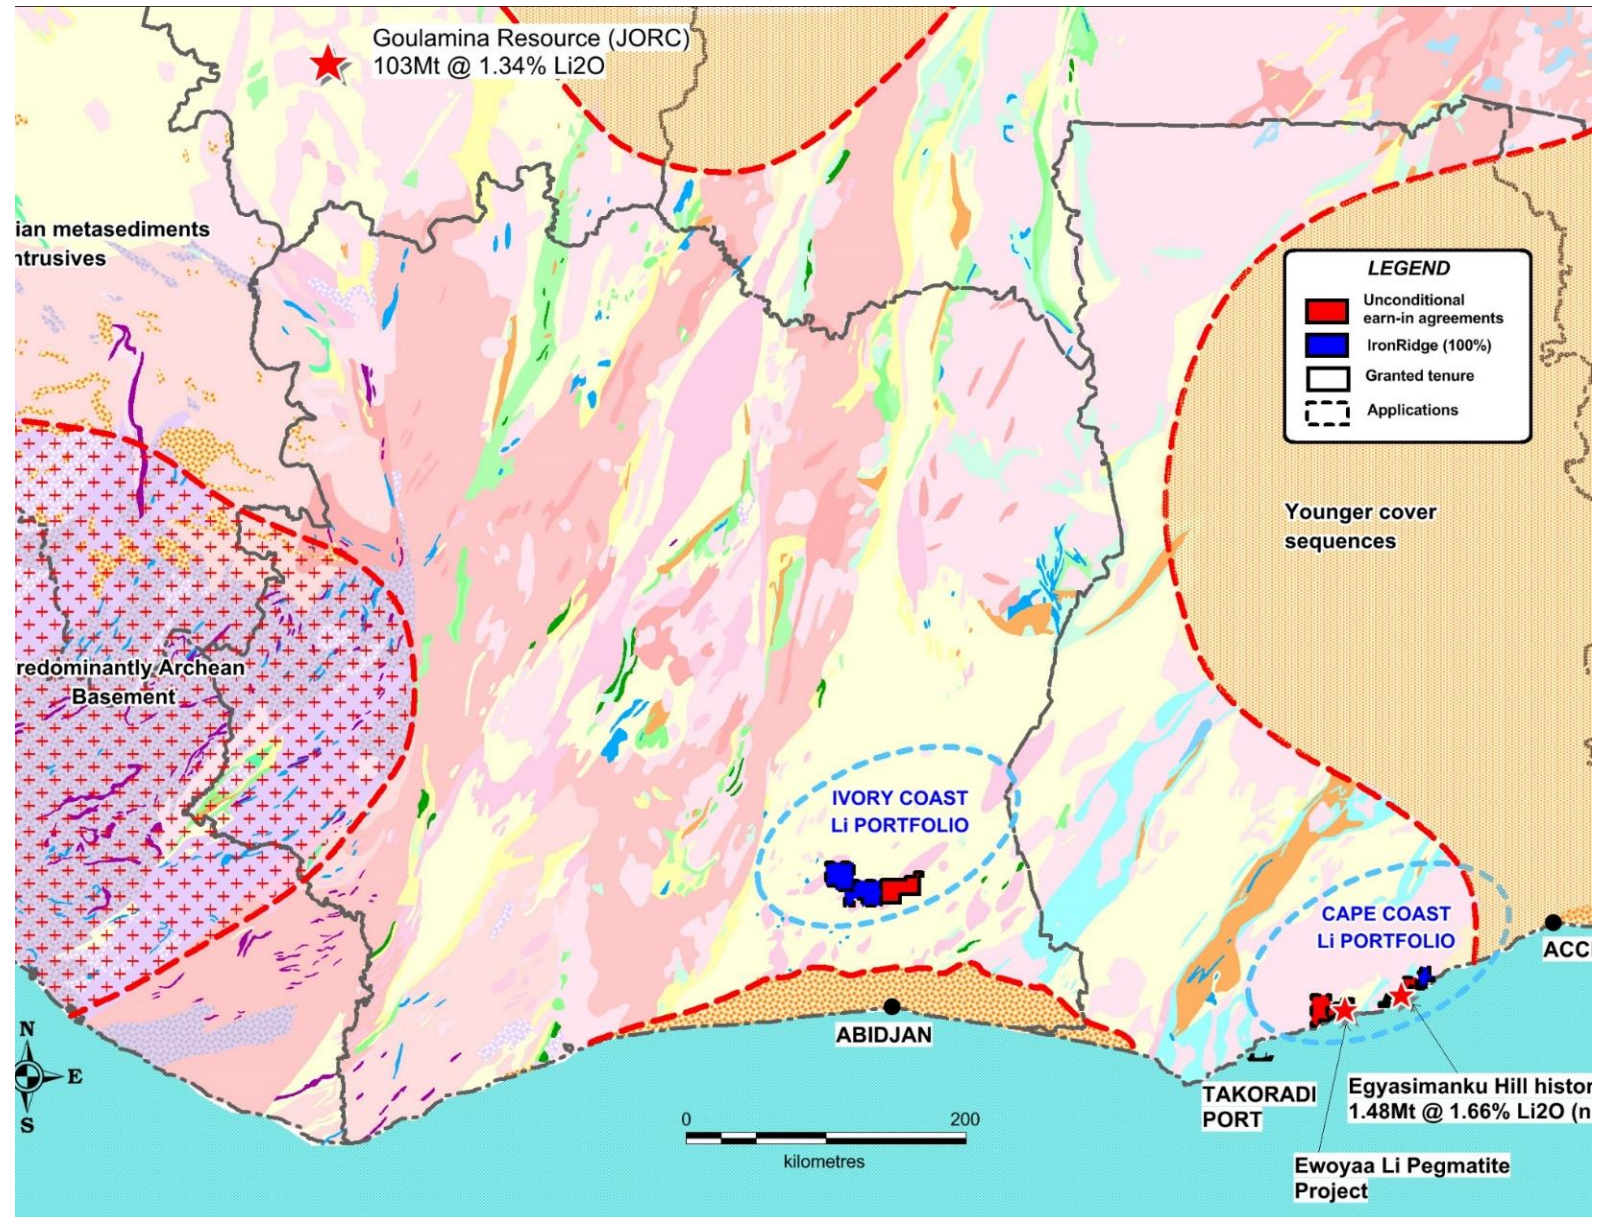 Goulamina Resource (JORC)
103Mt @ 1.34% Li2O
ian metasediments
ntrusives
LEGEND
Unconditional
earn-in agreements
IronRidge (100%)
Granted tenure
Applications
Younger cover
sequences
redominantly Archean
Basement
IVORY COAST
Li PORTFOLIO
CAPE COAST
Li PORTFOLIO
ACC
ABIDJAN
N
E
S
TAKORADI
PORT
Egyasimanku Hill histor
1.48Mt @ 1.66% Li2O (n
0 200
kilometres
Ewoyaa Li Pegmatite
Project